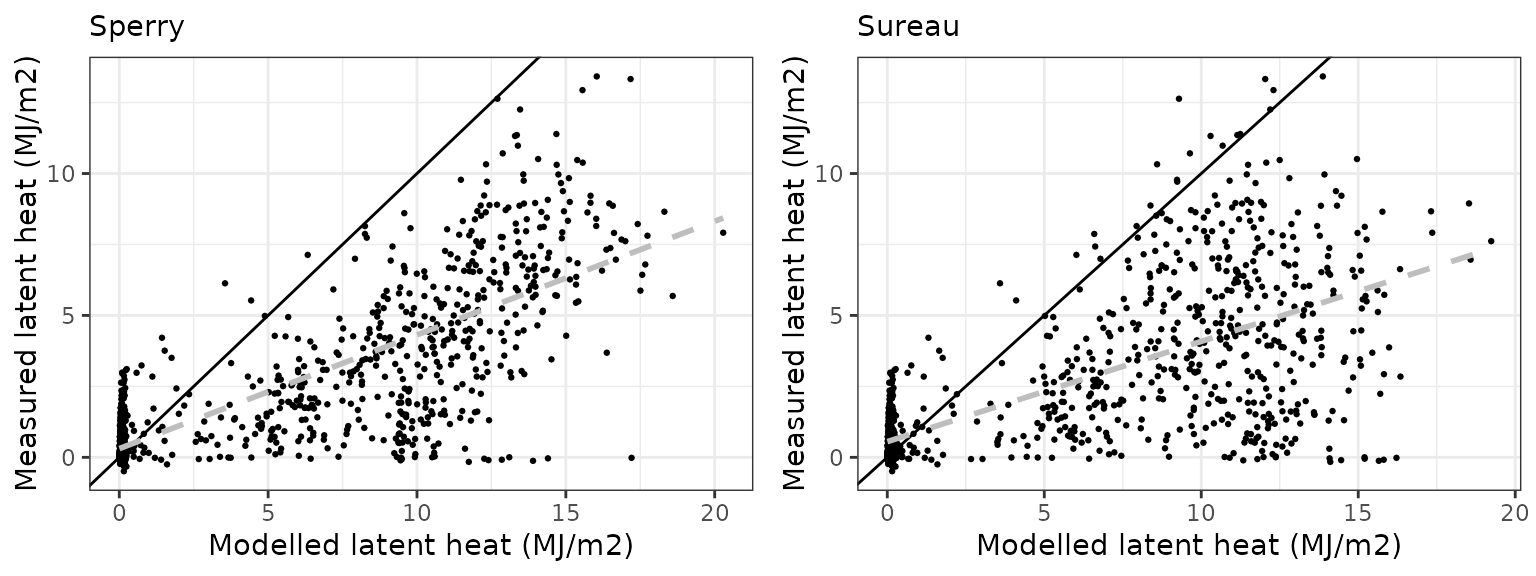 Sperry
Measured latent heat (MJ/m2)
10
5
0
0 5 10 15 20
Modelled latent heat (MJ/m2)
Sureau
Measured latent heat (MJ/m2)
10
5
0
0 5 10 15 20
Modelled latent heat (MJ/m2)